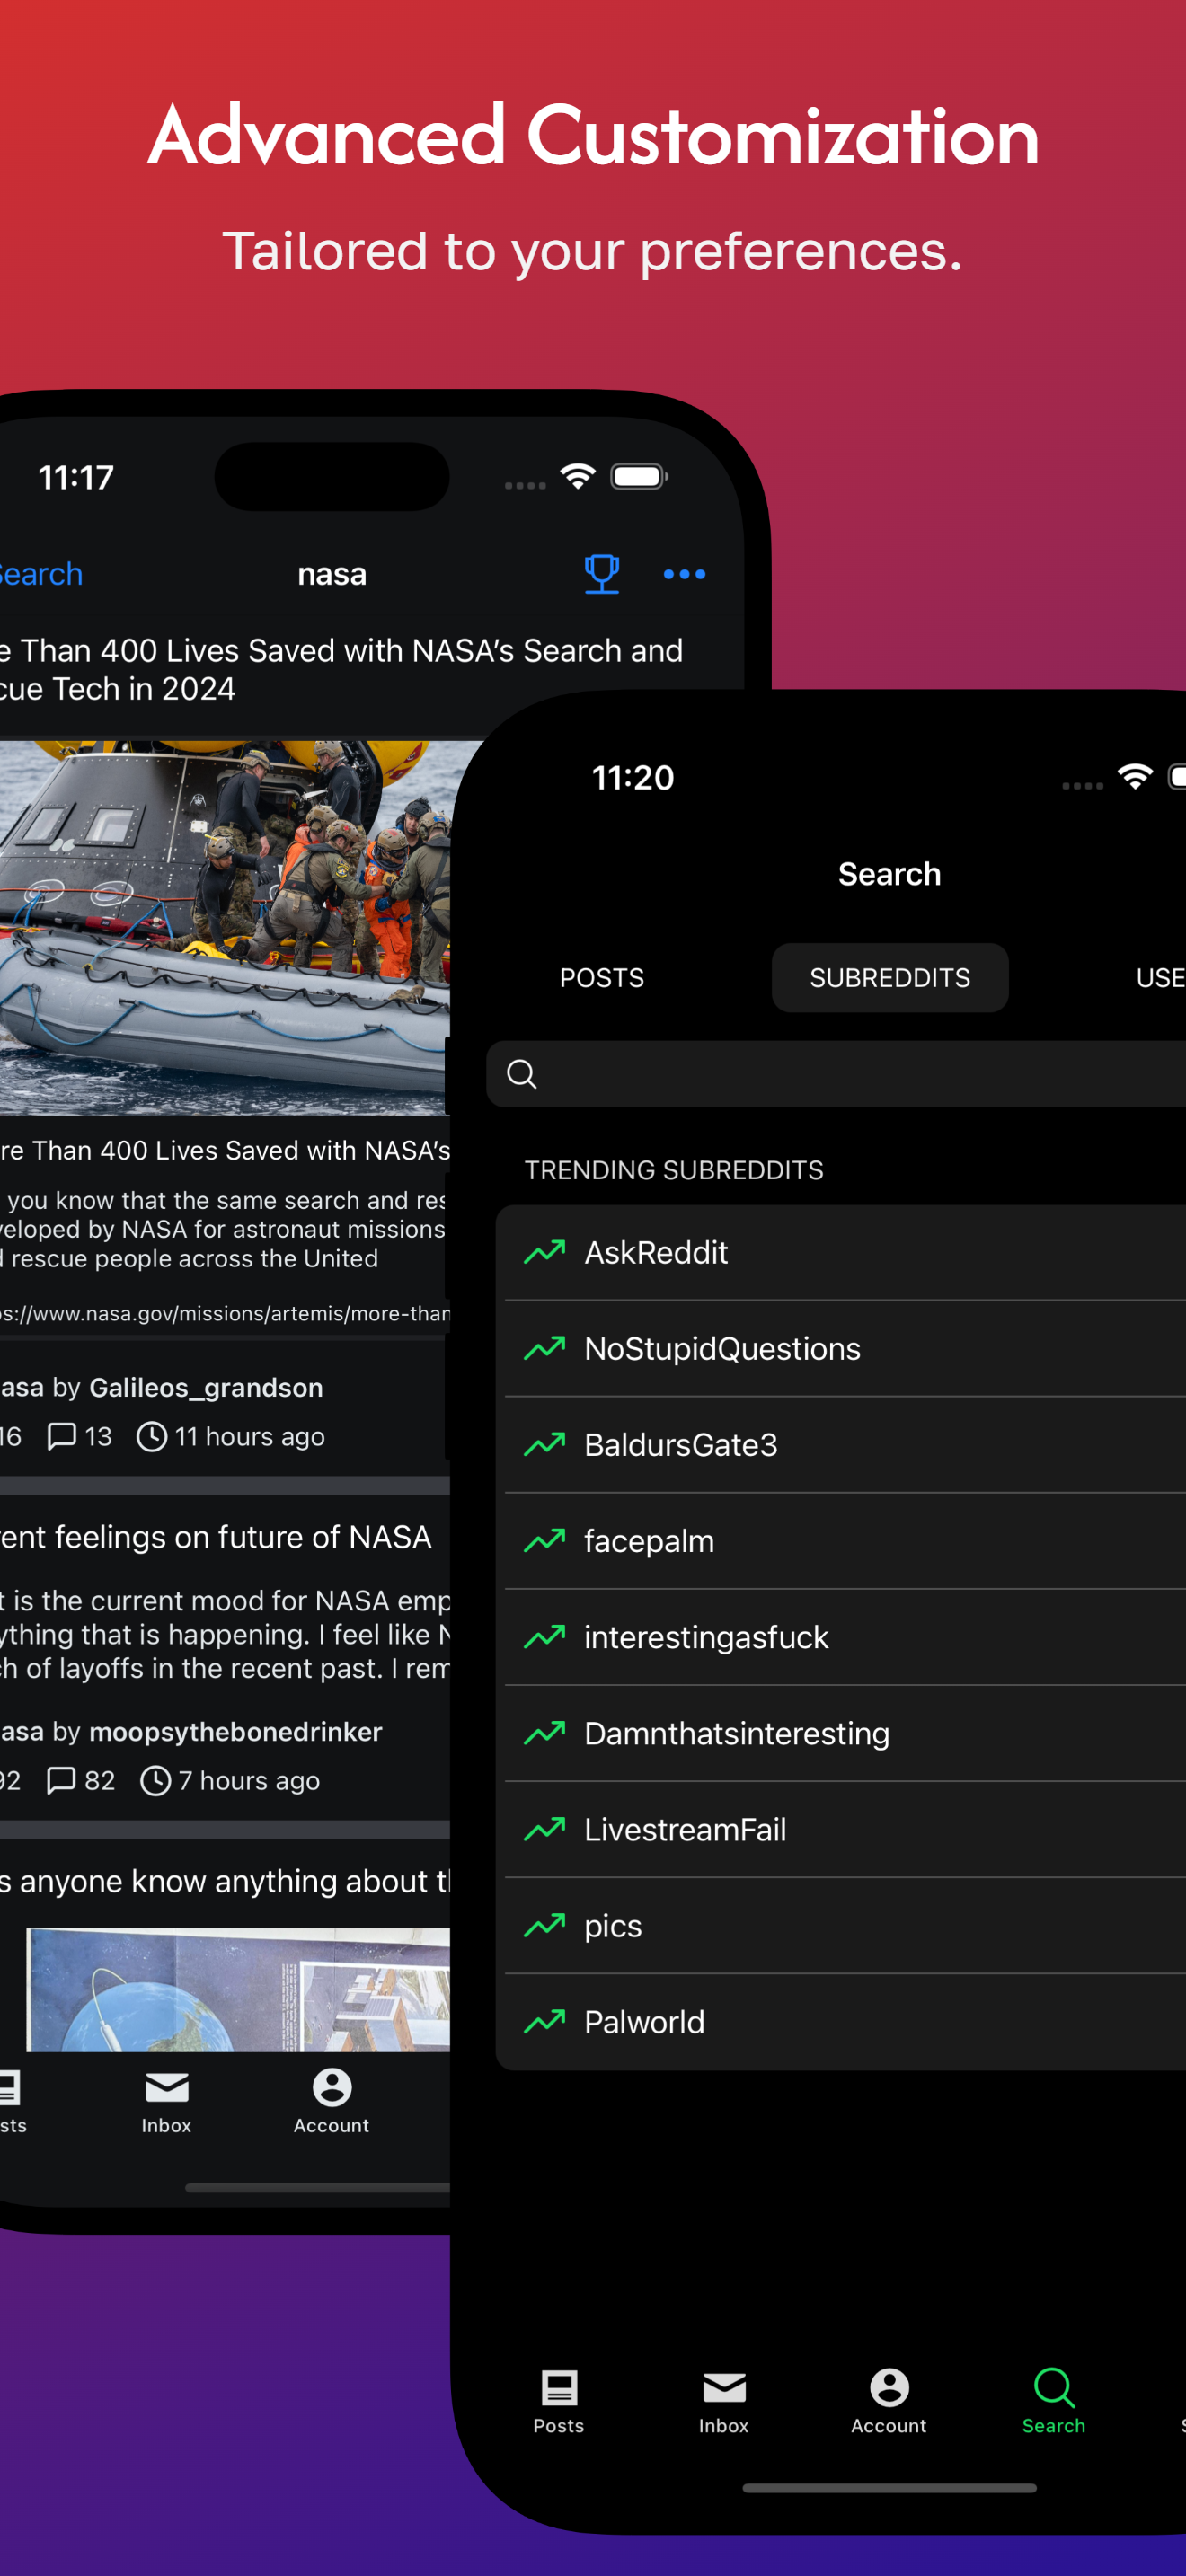 Advanced Customization
Tailored to your preferences.
11:17
Search
nasa
e Than 400 Lives Saved with NASA's Search and
cue Tech in 2024
re Than 400 Lives Saved with NASA's
you know that the same search and res
veloped by NASA for astronaut missions
d rescue people across the United
ps://www.nasa.gov/missions/artemis/more-than
asa by Galileos_grandson
16 13 11 hours ago
rent feelings on future of NASA
t is the current mood for NASA emp
ything that is happening. I feel like N
ch of layoffs in the recent past. I rem
asa by moopsythebonedrinker
92 82 7 hours ago
s anyone know anything about th
sts
Inbox
Account
11:20
Search
POSTS
SUBREDDITS
USE
TRENDING SUBREDDITS
AskReddit
NoStupidQuestions
BaldursGate3
facepalm
interestingasfuck
Damnthatsinteresting
LivestreamFail
pics
Palworld
Posts
Inbox
Account
Search
S